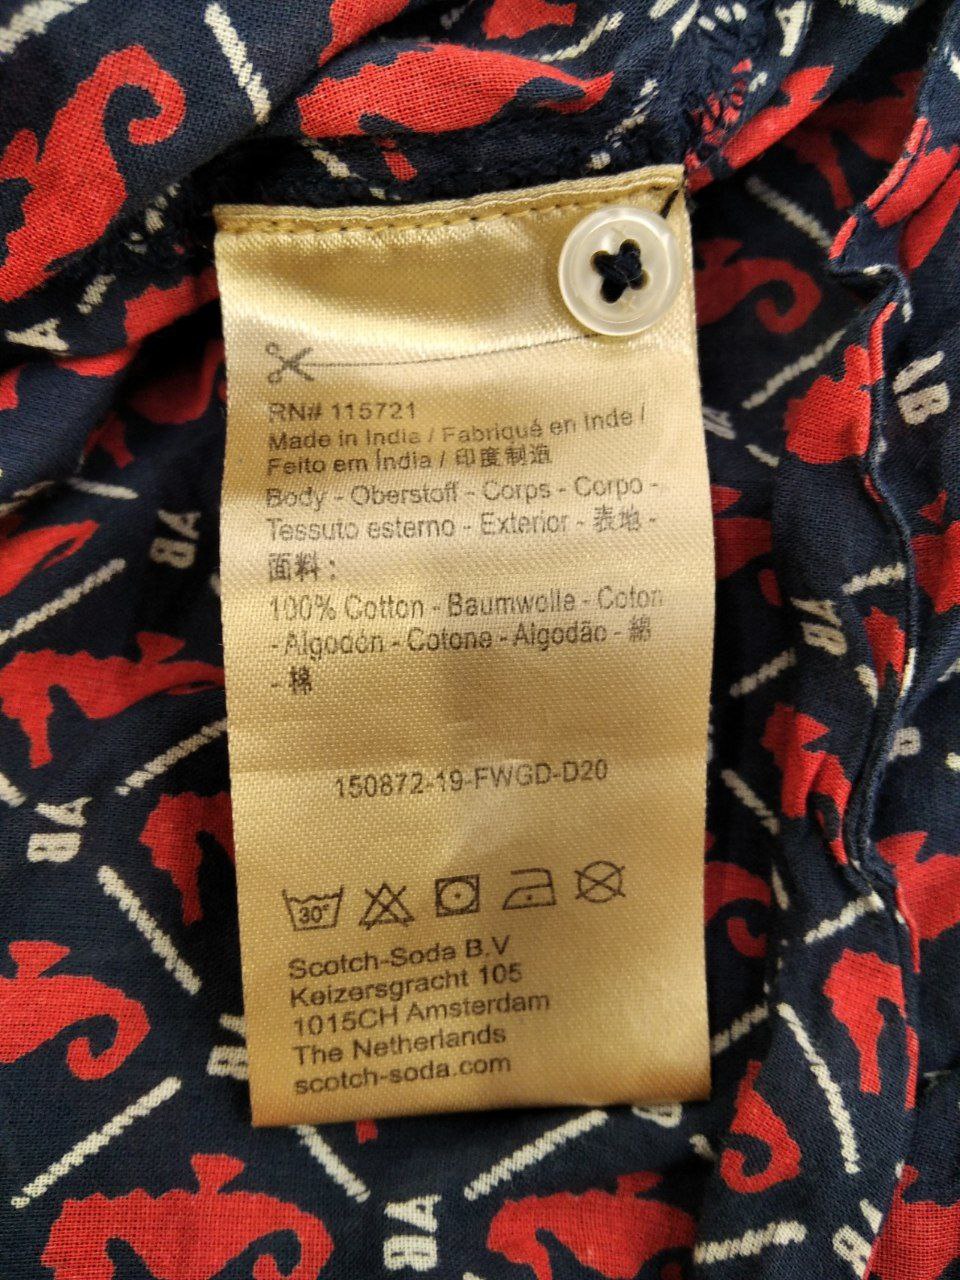 RN# 115721
Made in India / Fabriqué en Inde /
Feito em Índia / 印度制造
Body - Oberstoff - Corps - Corpo -
Tessuto esterno - Exterior - 表地 -
面料 :
100% Cotton - Baumwolle - Coton
- Algodón - Cotone - Algodão - 綿
- 棉
150872-19-FWGD-D20
30°
Scotch-Soda B.V
Keizersgracht 105
1015CH Amsterdam
The Netherlands
scotch-soda.com